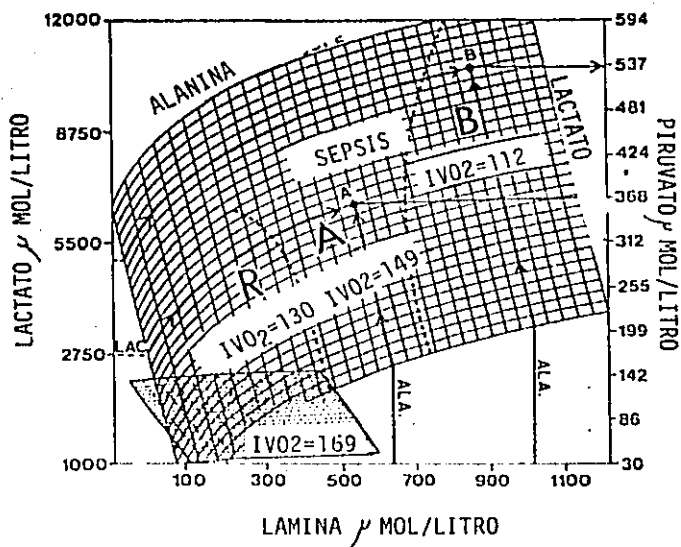 12000
8750
5500
2750
1000
LACTATO μ MOL/LITRO
ALANINA
SEPSIS
B
B
LACTATO
IVO2=112
A
A
R
IVO2=130 IVO2=149
LAC
IVO2=169
ALA.
ALA.
594
537
481
424
368
312
255
199
142
86
30
PIRUVATO μ MOL/LITRO
100
300
500
700
900
1100
LAMINA μ MOL/LITRO